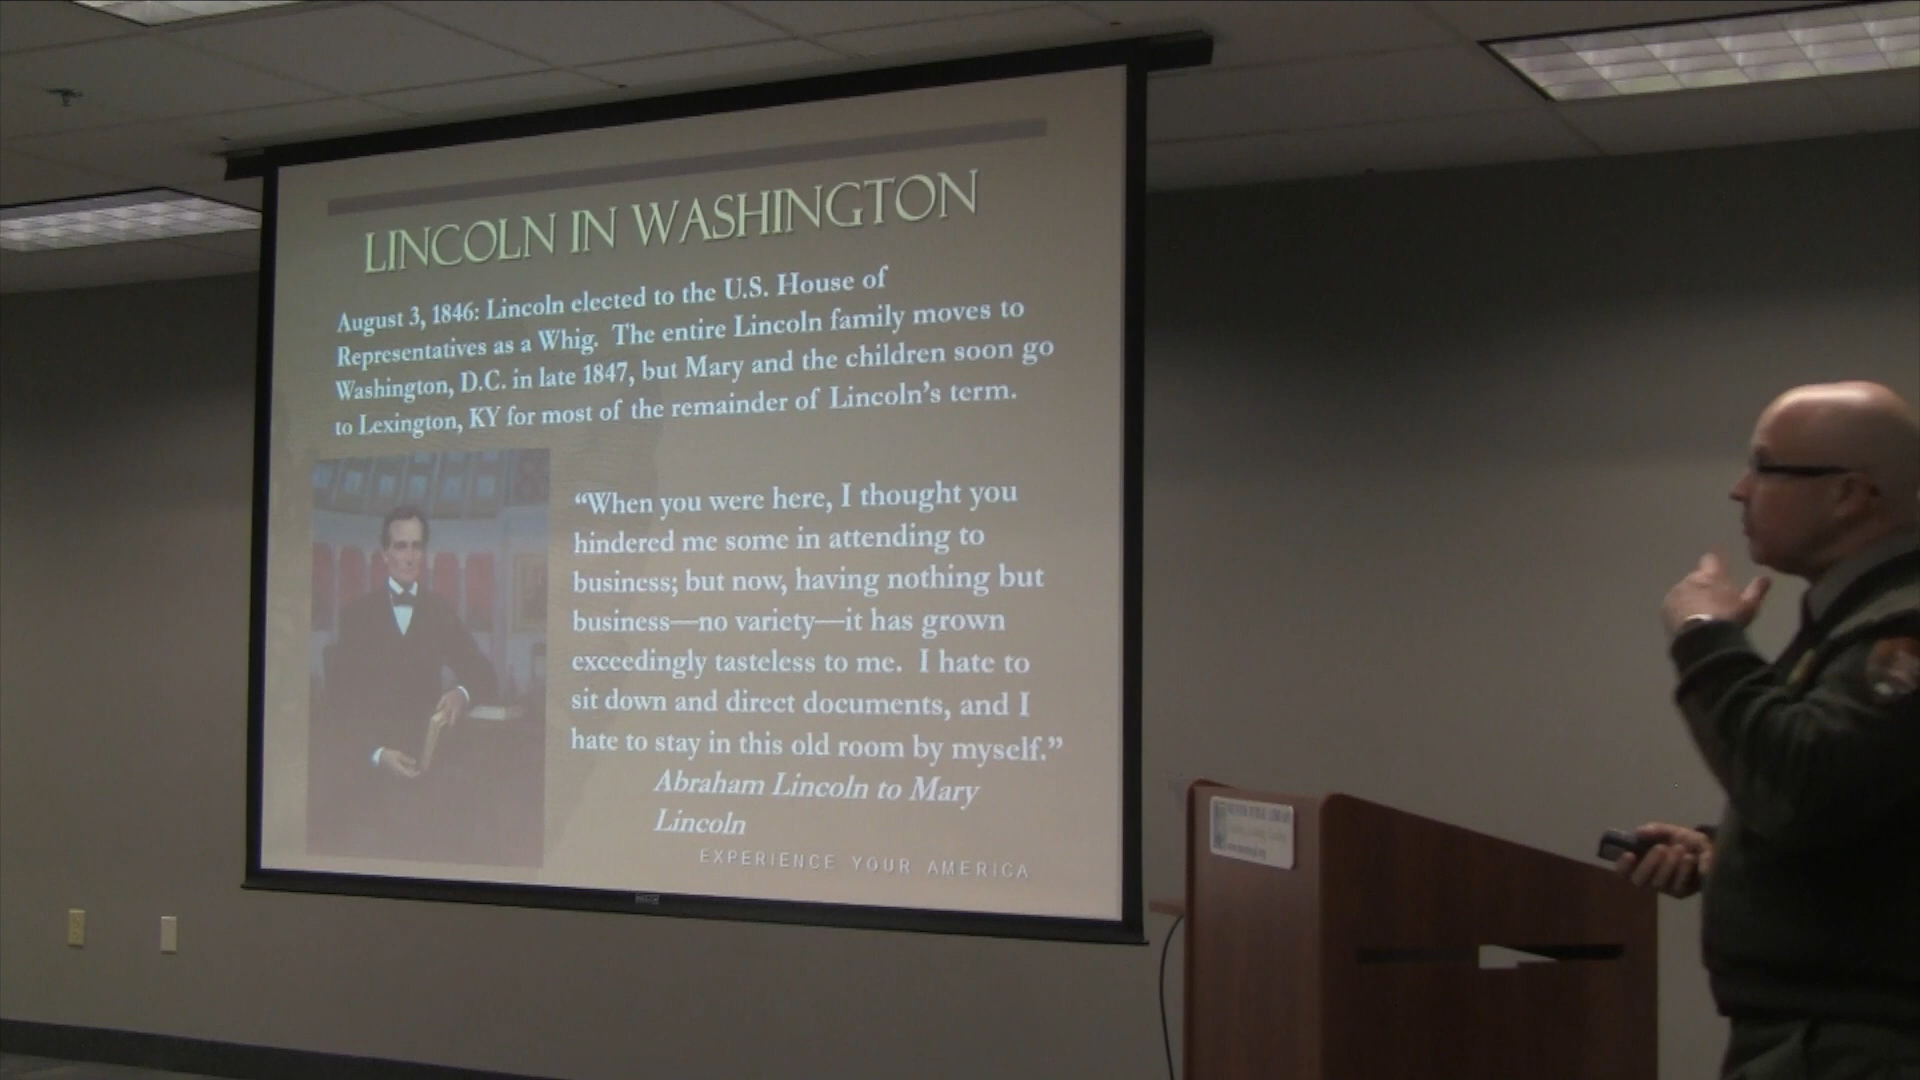 LINCOLN IN WASHINGTON
August 3, 1846: Lincoln elected to the U.S. House of
Representatives as a Whig. The entire Lincoln family moves to
Washington, D.C. in late 1847, but Mary and the children soon go
to Lexington, KY for most of the remainder of Lincoln’s term.
“When you were here, I thought you
hindered me some in attending to
business; but now, having nothing but
business—no variety—it has grown
exceedingly tasteless to me. I hate to
sit down and direct documents, and I
hate to stay in this old room by myself.”
Abraham Lincoln to Mary
Lincoln
EXPERIENCE YOUR AMERICA